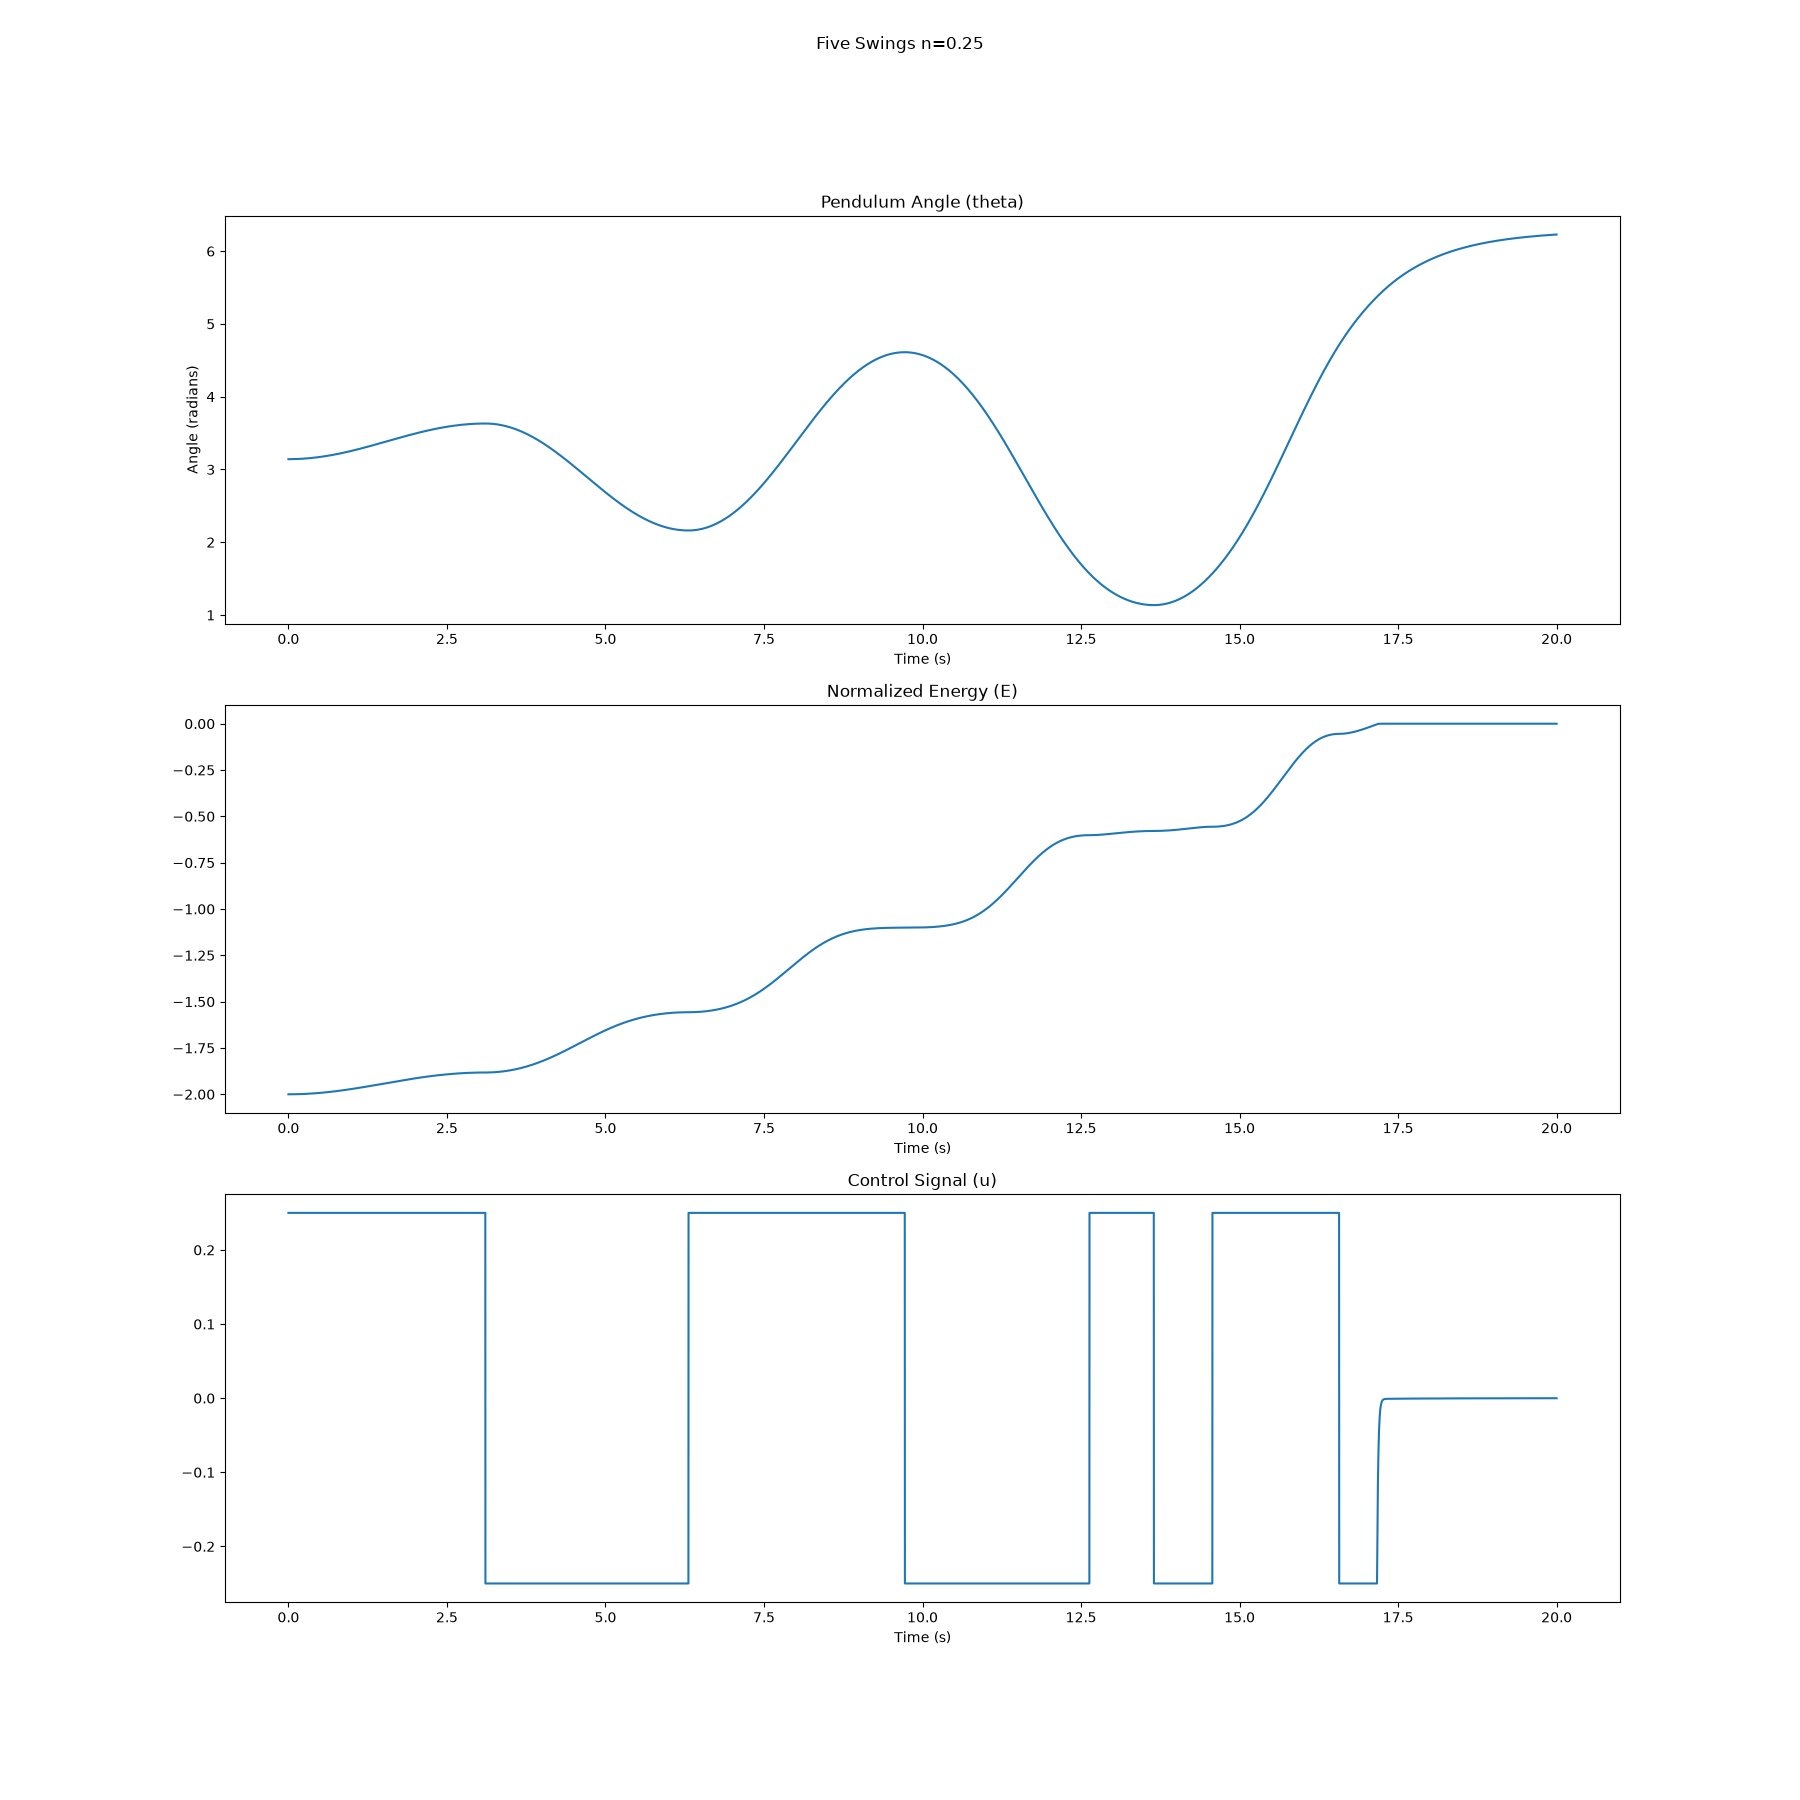 Five Swings n=0.25
Pendulum Angle (theta)
Angle (radians)
6
5
4
3
2
1
0.0 2.5 5.0 7.5 10.0 12.5 15.0 17.5 20.0
Time (s)
Normalized Energy (E)
0.00
−0.25
−0.50
−0.75
−1.00
−1.25
−1.50
−1.75
−2.00
0.0 2.5 5.0 7.5 10.0 12.5 15.0 17.5 20.0
Time (s)
Control Signal (u)
0.2
0.1
0.0
−0.1
−0.2
0.0 2.5 5.0 7.5 10.0 12.5 15.0 17.5 20.0
Time (s)